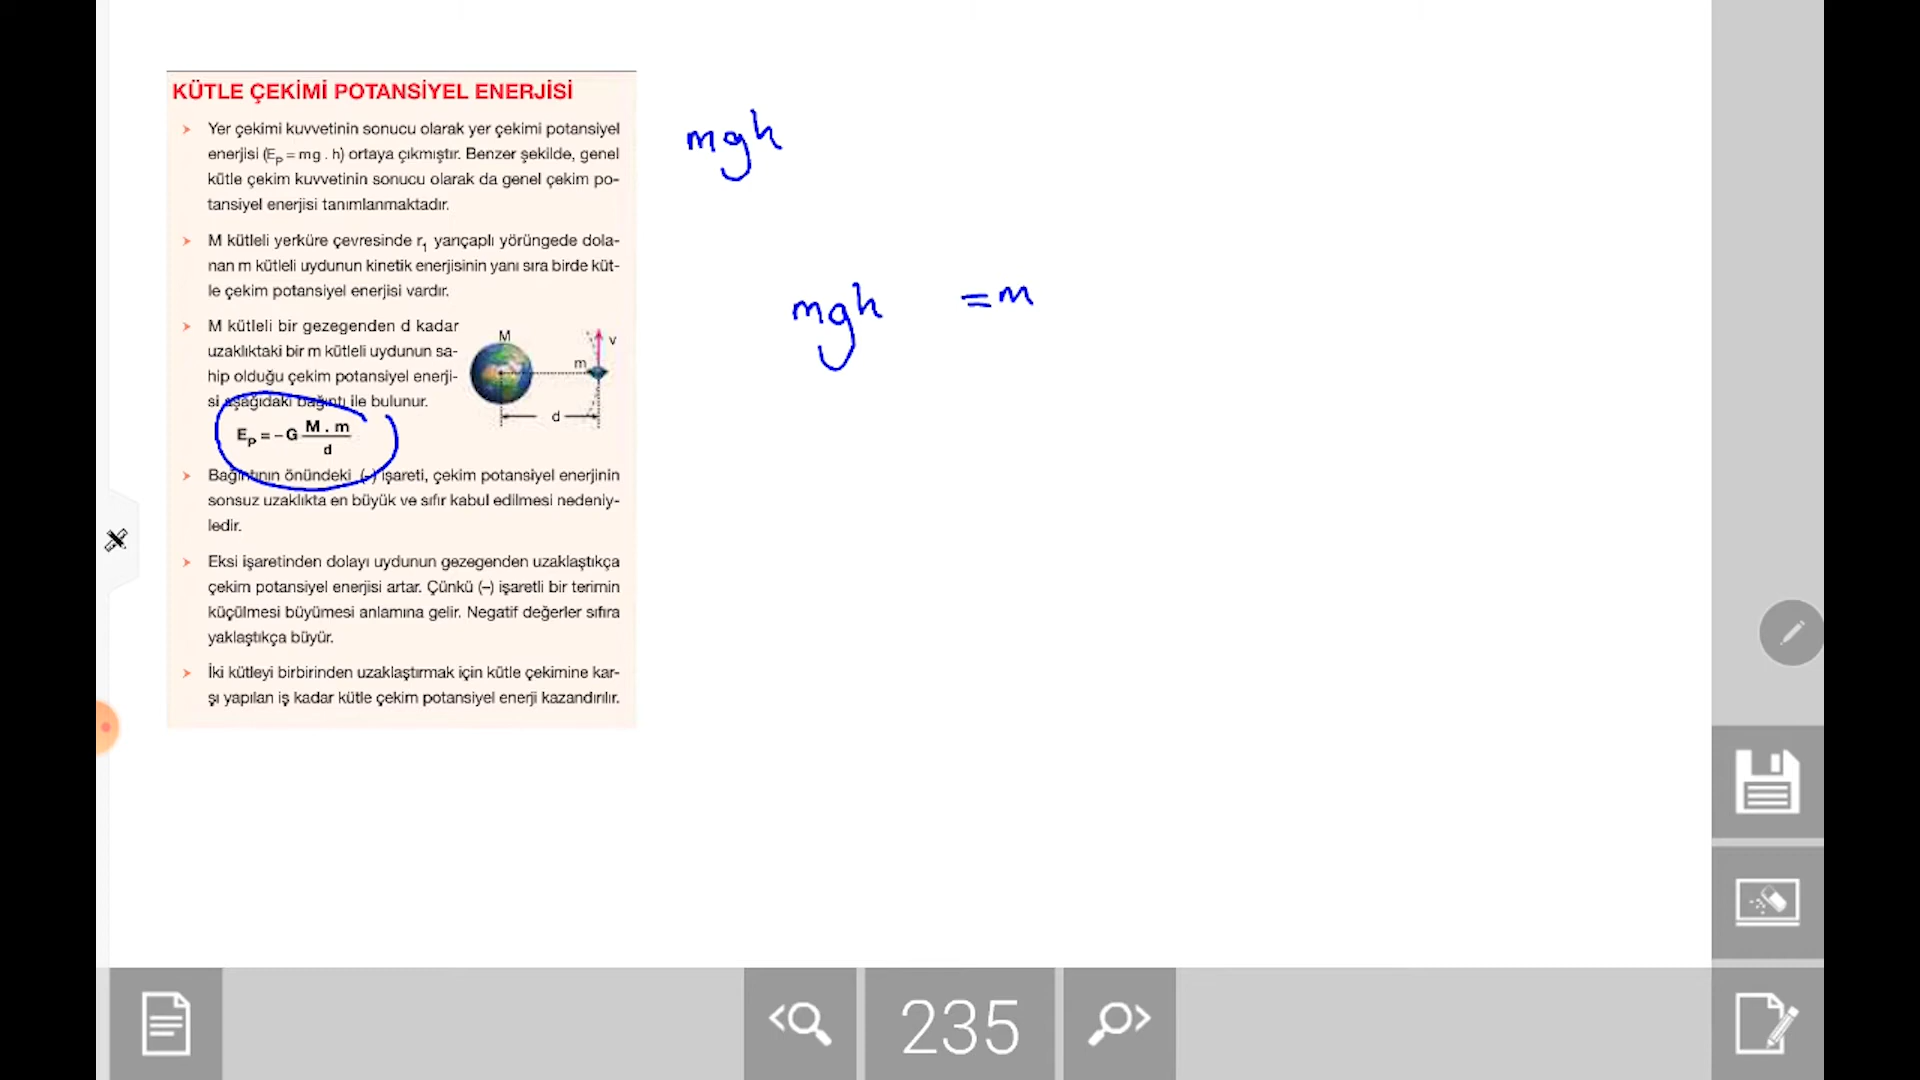 KÜTLE ÇEKİMİ POTANSİYEL ENERJİSİ
Yer çekimi kuvvetinin sonucu olarak yer çekimi potansiyel
enerjisi (Ep = mg . h) ortaya çıkmıştır. Benzer şekilde, genel
kütle çekim kuvvetinin sonucu olarak da genel çekim po-
tansiyel enerjisi tanımlanmaktadır.
M kütleli yerküre çevresinde r1 yarıçaplı yörüngede dola-
nan m kütleli uydunun kinetik enerjisinin yanı sıra birde küt-
le çekim potansiyel enerjisi vardır.
M kütleli bir gezegenden d kadar
uzaklıktaki bir m kütleli uydunun sa-
hip olduğu çekim potansiyel enerji-
si aşağıdaki bağıntı ile bulunur.
Ep = – G M . m / d
M
m
v
d
Bağıntının önündeki (–) işareti, çekim potansiyel enerjinin
sonsuz uzaklıkta en büyük ve sıfır kabul edilmesi nedeniy-
ledir.
Eksi işaretinden dolayı uydunun gezegenden uzaklaştıkça
çekim potansiyel enerjisi artar. Çünkü (–) işaretli bir terimin
küçülmesi büyümesi anlamına gelir. Negatif değerler sıfıra
yaklaştıkça büyür.
İki kütleyi birbirinden uzaklaştırmak için kütle çekimine kar-
şı yapılan iş kadar kütle çekim potansiyel enerji kazandırılır.
mgh
mgh = m
235